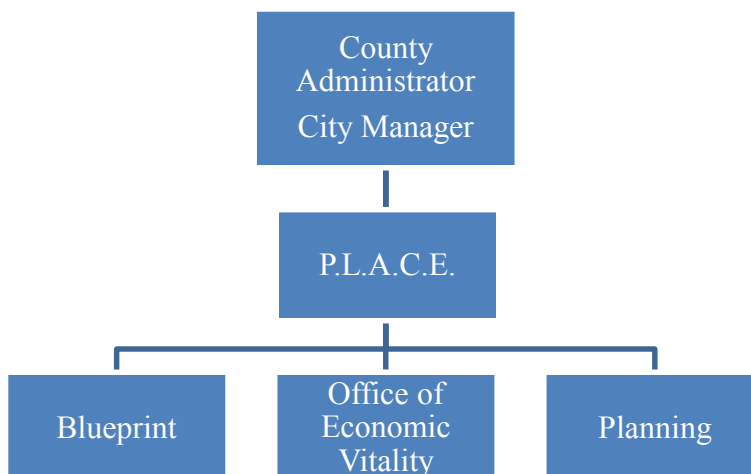 County
Administrator
City Manager
P.L.A.C.E.
Blueprint
Office of
Economic
Vitality
Planning